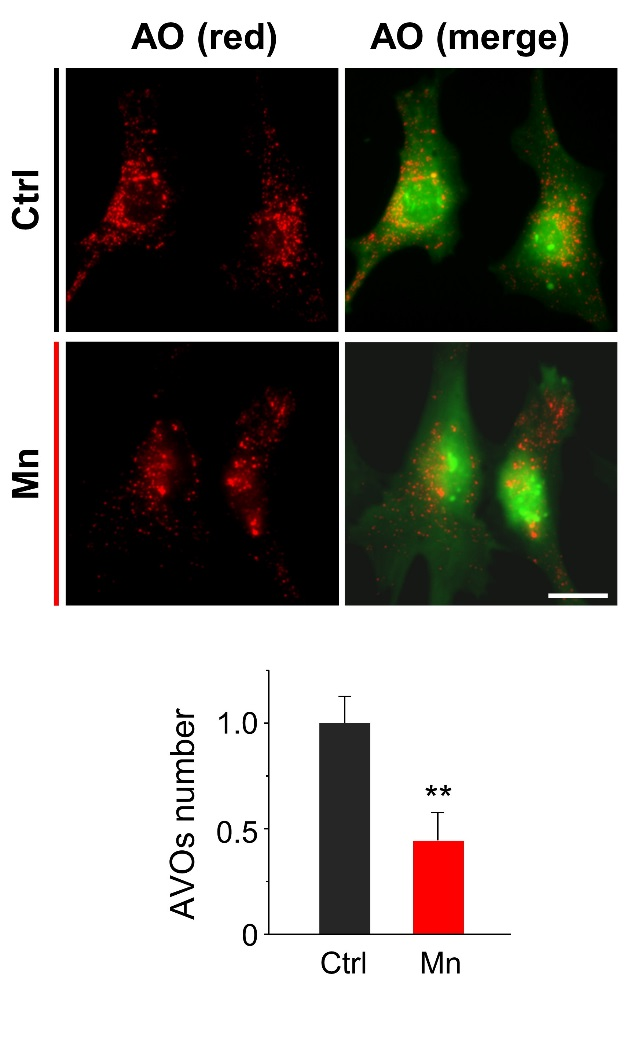 AO (red)
AO (merge)
Ctrl
Mn
AVOs number
1.0
0.5
0
**
Ctrl
Mn